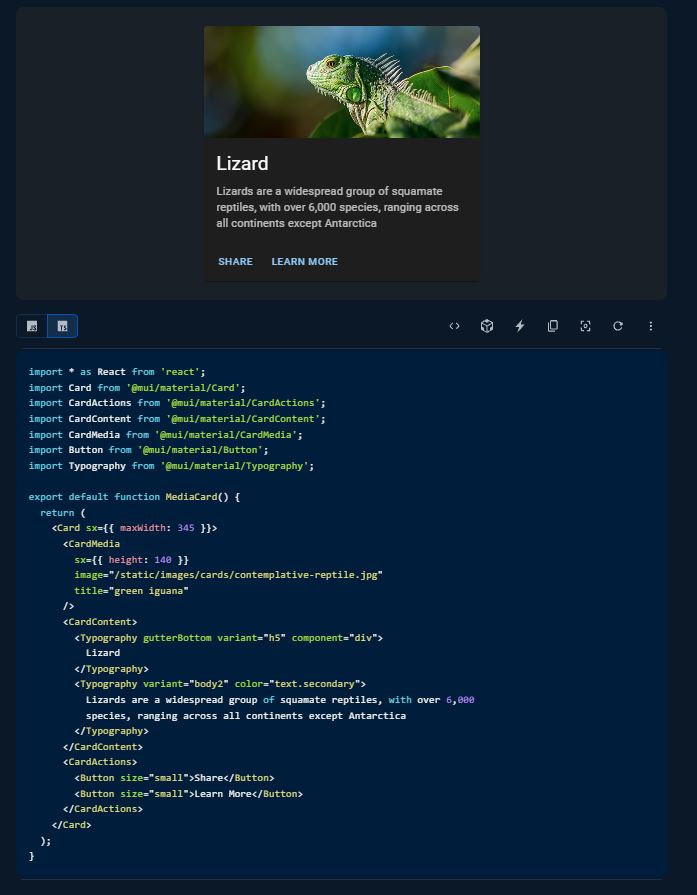 Lizard
Lizards are a widespread group of squamate
reptiles, with over 6,000 species, ranging across
all continents except Antarctica
SHARE LEARN MORE
JS TS
import * as React from 'react';
import Card from '@mui/material/Card';
import CardActions from '@mui/material/CardActions';
import CardContent from '@mui/material/CardContent';
import CardMedia from '@mui/material/CardMedia';
import Button from '@mui/material/Button';
import Typography from '@mui/material/Typography';
export default function MediaCard() {
  return (
    <Card sx={{ maxWidth: 345 }}>
      <CardMedia
        sx={{ height: 140 }}
        image="/static/images/cards/contemplative-reptile.jpg"
        title="green iguana"
      />
      <CardContent>
        <Typography gutterBottom variant="h5" component="div">
          Lizard
        </Typography>
        <Typography variant="body2" color="text.secondary">
          Lizards are a widespread group of squamate reptiles, with over 6,000
          species, ranging across all continents except Antarctica
        </Typography>
      </CardContent>
      <CardActions>
        <Button size="small">Share</Button>
        <Button size="small">Learn More</Button>
      </CardActions>
    </Card>
  );
}